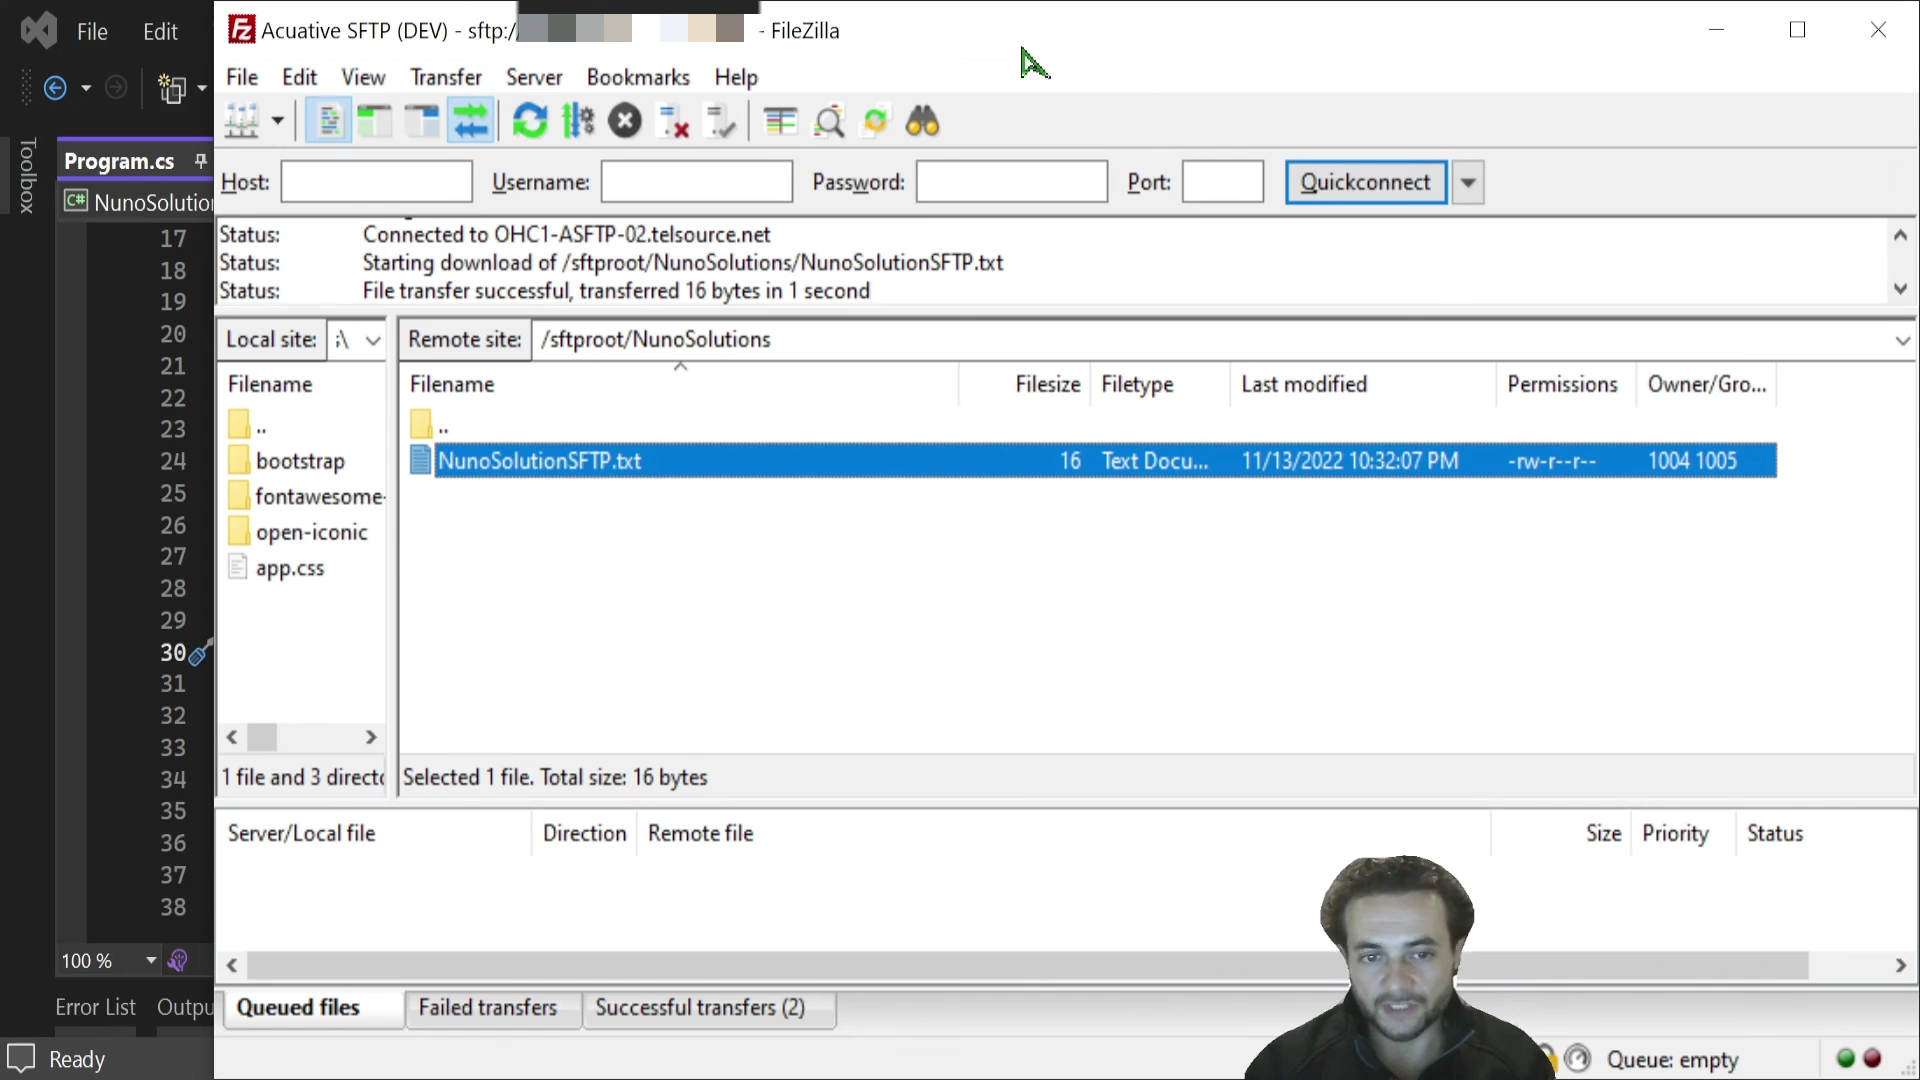 File Edit
Acuative SFTP (DEV) - sftp:/ - FileZilla
File Edit View Transfer Server Bookmarks Help
Toolbox
Program.cs
NunoSolution
Host: Username: Password: Port: Quickconnect
Status: Connected to OHC1-ASFTP-02.telsource.net
Status: Starting download of /sftproot/NunoSolutions/NunoSolutionSFTP.txt
Status: File transfer successful, transferred 16 bytes in 1 second
Local site: :\ Remote site: /sftproot/NunoSolutions
Filename
..
bootstrap
fontawesome-
open-iconic
app.css
1 file and 3 directo
Filename Filesize Filetype Last modified Permissions Owner/Gro...
..
NunoSolutionSFTP.txt 16 Text Docu... 11/13/2022 10:32:07 PM -rw-r--r-- 1004 1005
Selected 1 file. Total size: 16 bytes
Server/Local file Direction Remote file Size Priority Status
Queued files Failed transfers Successful transfers (2)
Queue: empty
17
18
19
20
21
22
23
24
25
26
27
28
29
30
31
32
33
34
35
36
37
38
100 %
Error List Outpu
Ready